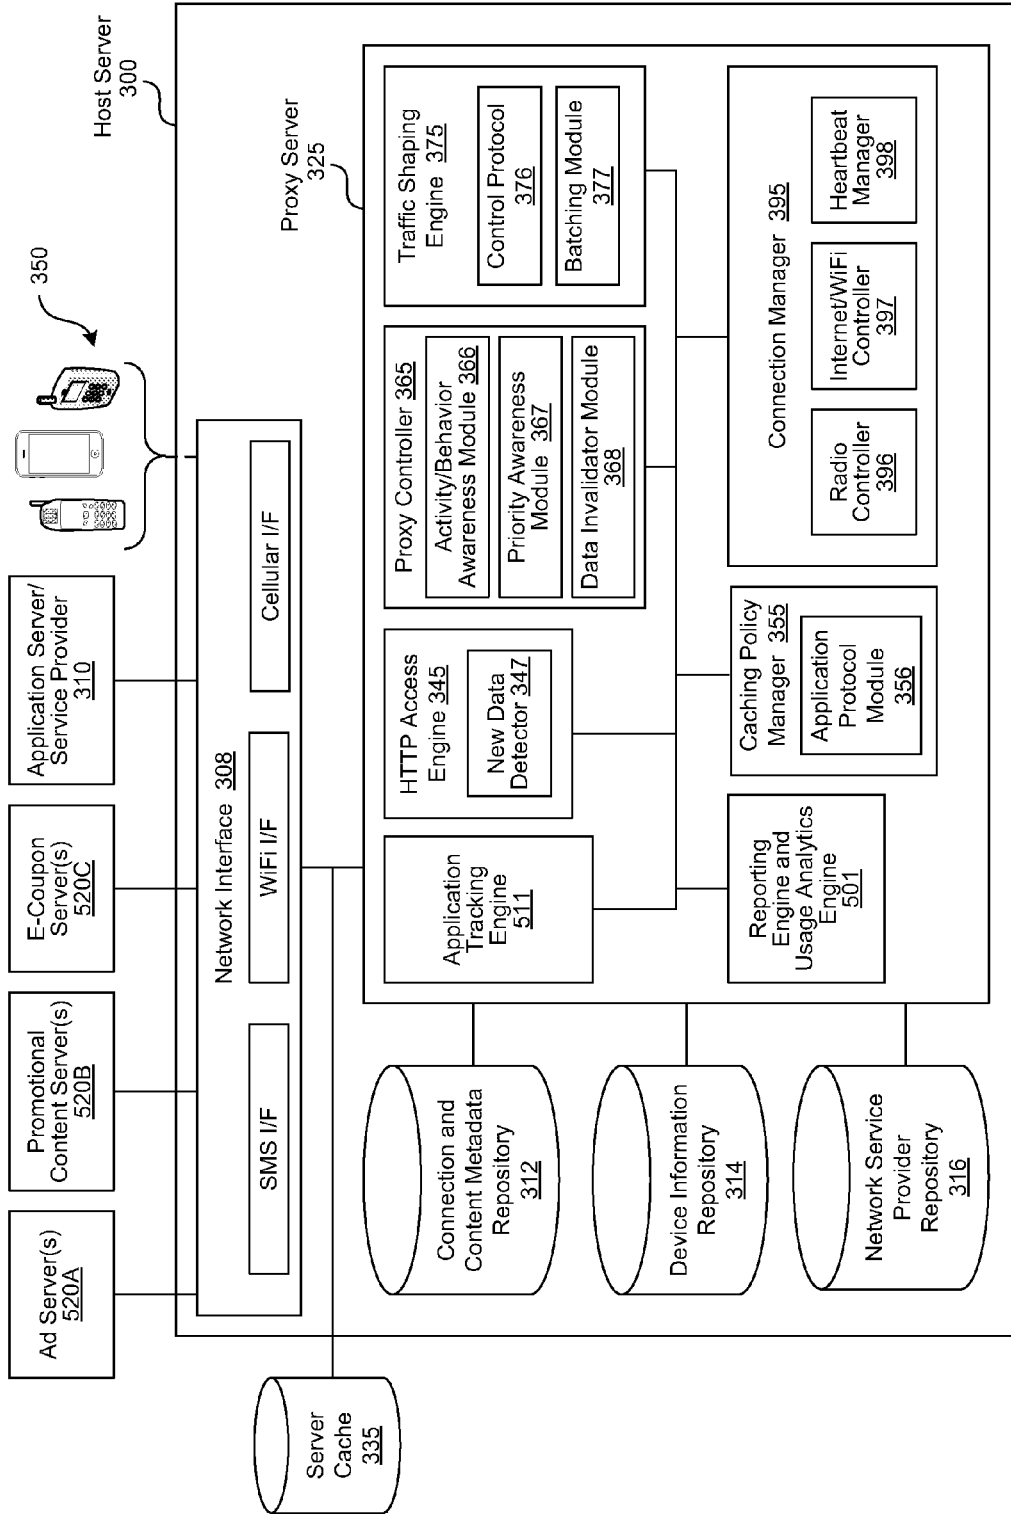 Ad Server(s)
520A
Promotional
Content Server(s)
520B
E-Coupon
Server(s)
520C
Application Server/
Service Provider
310
350
Host Server
300
Network Interface 308
SMS I/F
WiFi I/F
Cellular I/F
Server
Cache
335
Proxy Server
325
Connection and
Content Metadata
Repository
312
Device Information
Repository
314
Network Service
Provider
Repository
316
Application
Tracking
Engine
511
HTTP Access
Engine 345
New Data
Detector 347
Proxy Controller 365
Activity/Behavior
Awareness Module 366
Priority Awareness
Module 367
Data Invalidator Module
368
Traffic Shaping
Engine 375
Control Protocol
376
Batching Module
377
Reporting
Engine and
Usage Analytics
Engine
501
Caching Policy
Manager 355
Application
Protocol
Module
356
Connection Manager 395
Radio
Controller
396
Internet/WiFi
Controller
397
Heartbeat
Manager
398